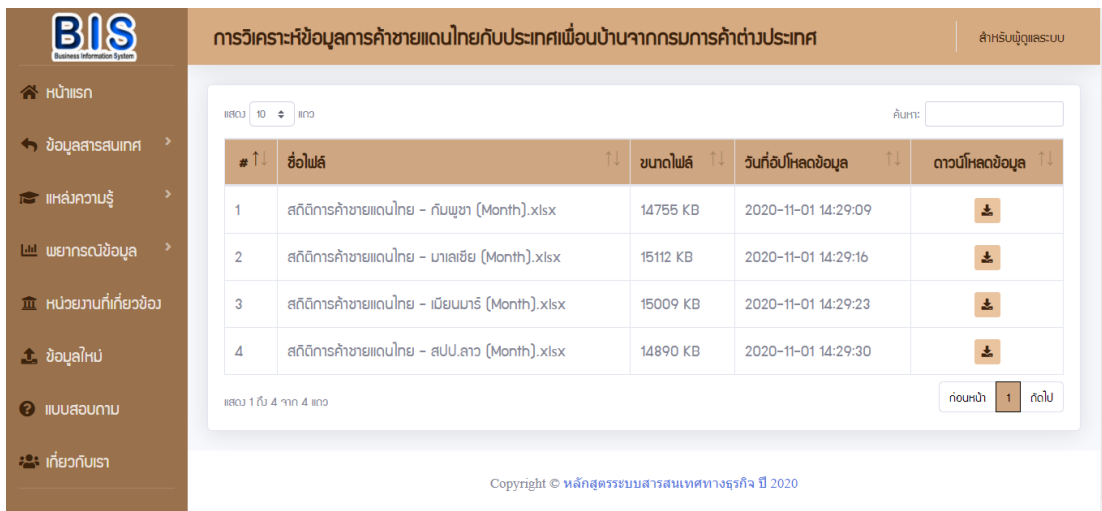 BIS
Business Information System
การวิเคราะห์ข้อมูลการค้าชายแดนไทยกับประเทศเพื่อนบ้านจากกรมการค้าต่างประเทศ
สำหรับผู้ดูแลระบบ
หน้าแรก
ข้อมูลสารสนเทศ
แหล่งความรู้
พยากรณ์ข้อมูล
หน่วยงานที่เกี่ยวข้อง
ข้อมูลใหม่
แบบสอบถาม
เกี่ยวกับเรา
แสดง 10 แถว
ค้นหา:
# ชื่อไฟล์ ขนาดไฟล์ วันที่อัปโหลดข้อมูล ดาวน์โหลดข้อมูล
1 สถิติการค้าชายแดนไทย - กัมพูชา (Month).xlsx 14755 KB 2020-11-01 14:29:09
2 สถิติการค้าชายแดนไทย - มาเลเซีย (Month).xlsx 15112 KB 2020-11-01 14:29:16
3 สถิติการค้าชายแดนไทย - เมียนมาร์ (Month).xlsx 15009 KB 2020-11-01 14:29:23
4 สถิติการค้าชายแดนไทย - สปป.ลาว (Month).xlsx 14890 KB 2020-11-01 14:29:30
แสดง 1 ถึง 4 จาก 4 แถว
ก่อนหน้า 1 ถัดไป
Copyright © หลักสูตรระบบสารสนเทศทางธุรกิจ ปี 2020